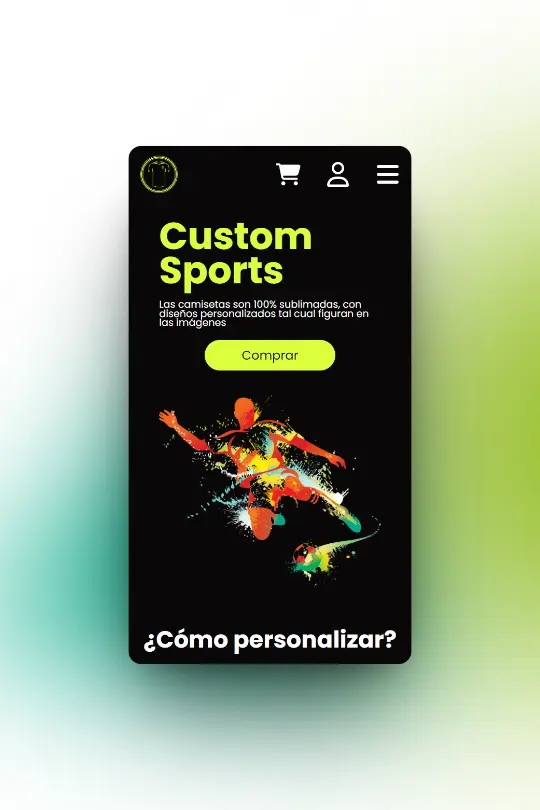 Custom
Sports
Las camisetas son 100% sublimadas, con
diseños personalizados tal cual figuran en
las imágenes
Comprar
¿Cómo personalizar?